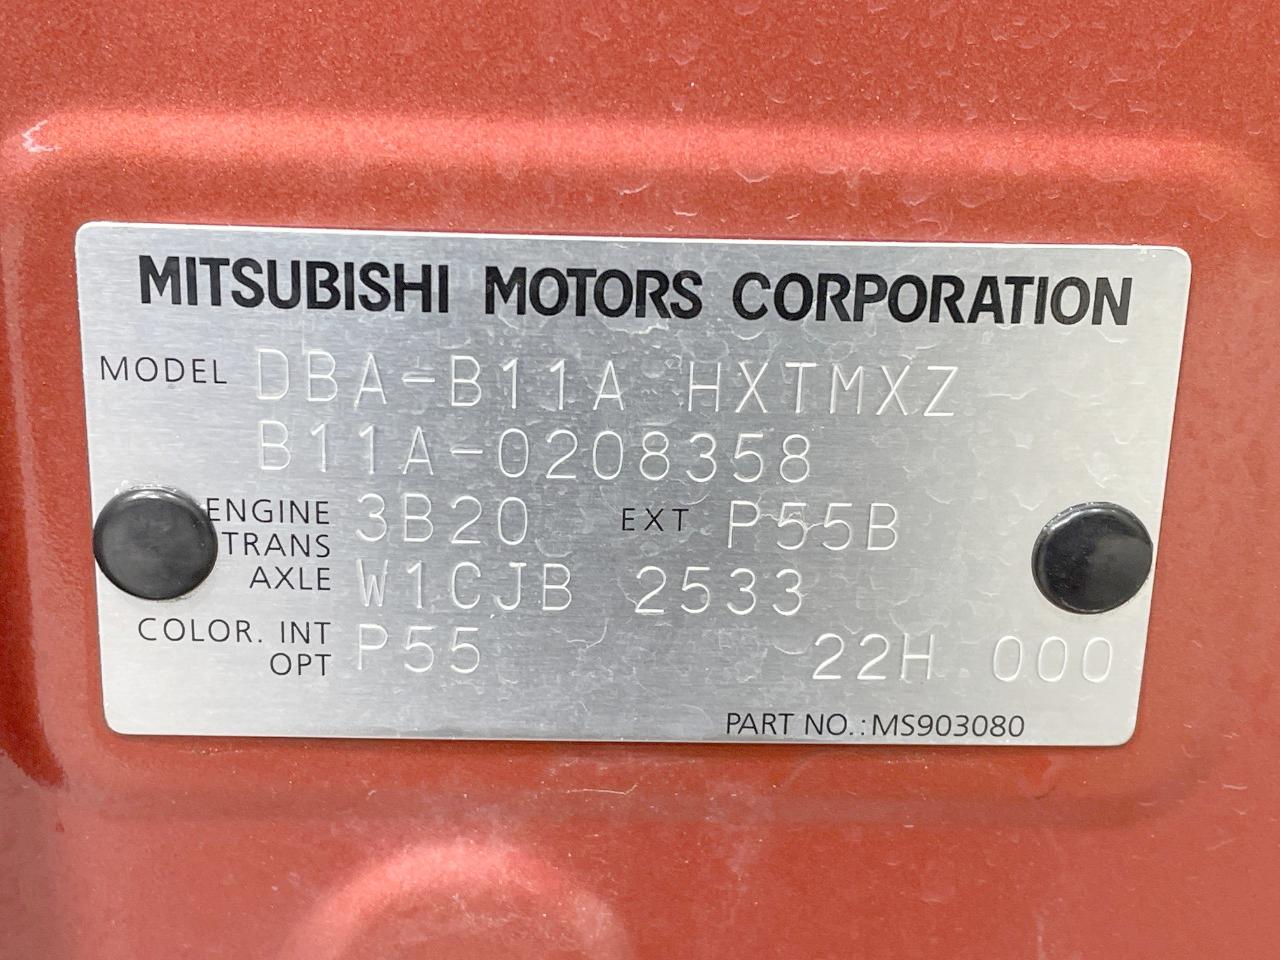 MITSUBISHI MOTORS CORPORATION
MODEL DBA-B11A HXTMXZ
B11A-0208358
ENGINE 3B20 EXT P55B
TRANS
AXLE W1CJB 2533
COLOR. INT P55 22H 000
OPT
PART NO.: MS903080